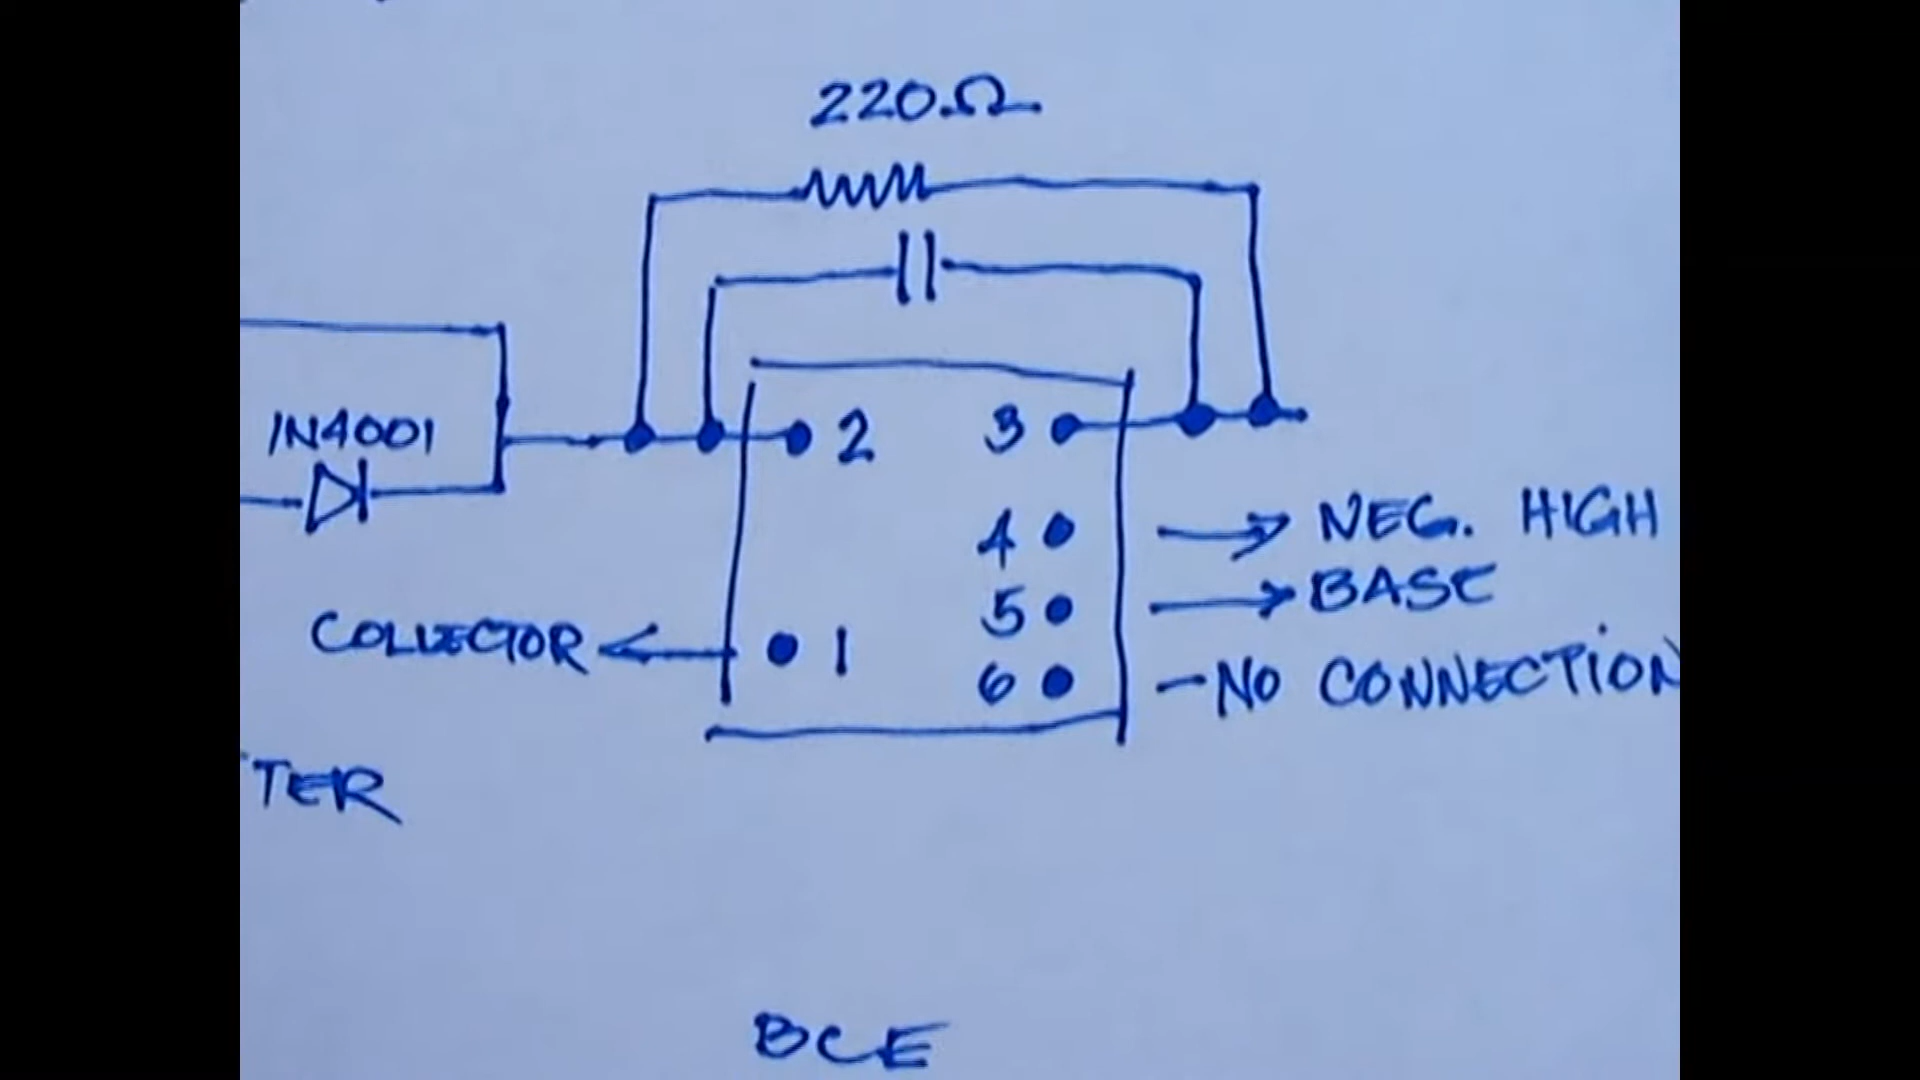 220Ω
1N4001
2
3
4
NEG. HIGH
5
BASE
COLLECTOR
1
6
NO CONNECTION
TER
BCE